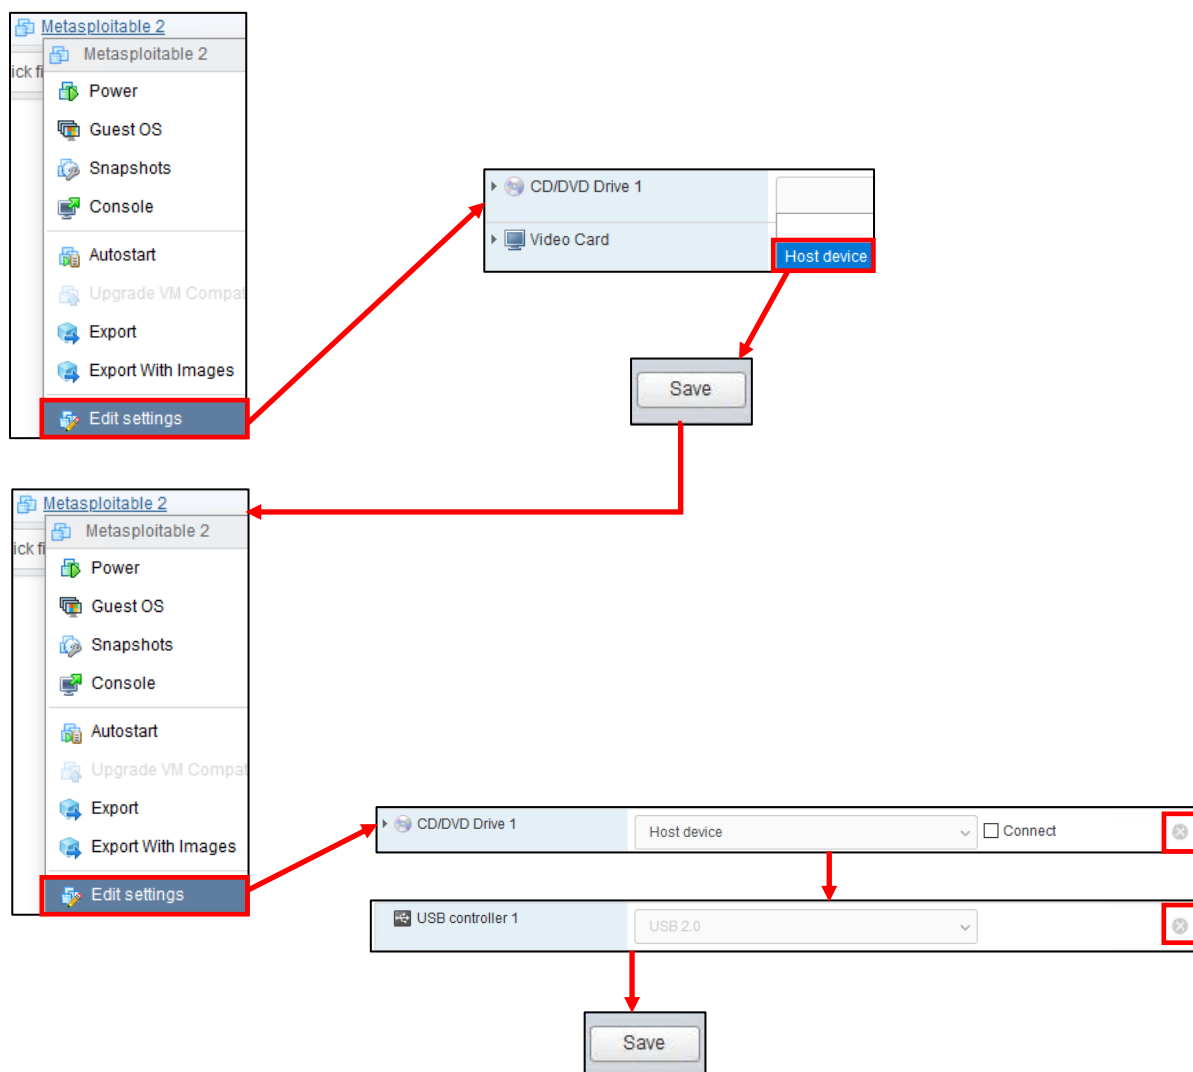 Metasploitable 2
Metasploitable 2
ick fi
Power
Guest OS
Snapshots
Console
Autostart
Upgrade VM Compat
Export
Export With Images
Edit settings
CD/DVD Drive 1
Video Card
Host device
Save
Metasploitable 2
Metasploitable 2
ick fi
Power
Guest OS
Snapshots
Console
Autostart
Upgrade VM Compat
Export
Export With Images
Edit settings
CD/DVD Drive 1 Host device Connect
USB controller 1 USB 2.0
Save